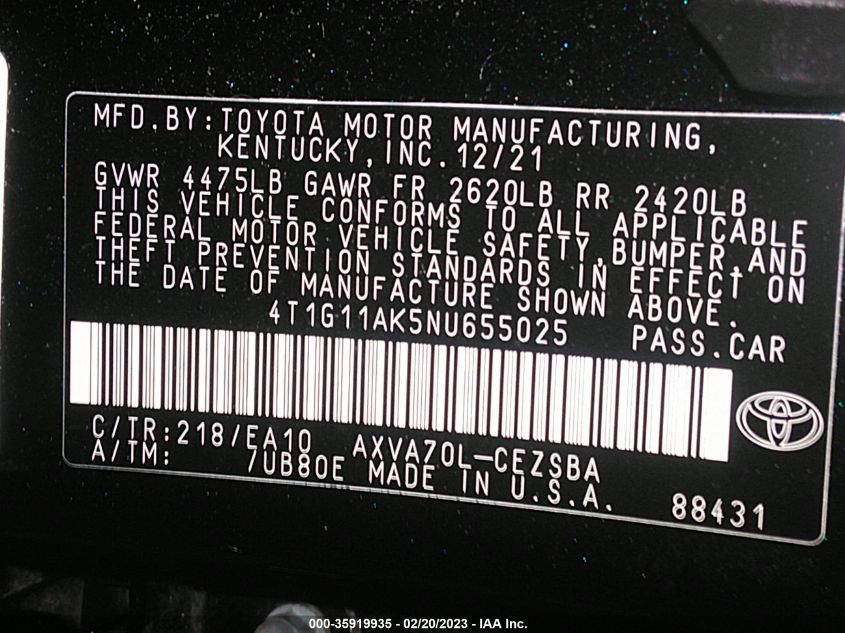 MFD.BY:TOYOTA MOTOR MANUFACTURING,
KENTUCKY,INC.12/21
GVWR 4475LB GAWR FR 2620LB RR 2420LB
THIS VEHICLE CONFORMS TO ALL APPLICABLE
FEDERAL MOTOR VEHICLE SAFETY,BUMPER,AND
THEFT PREVENTION STANDARDS IN EFFECT ON
THE DATE OF MANUFACTURE SHOWN ABOVE.
4T1G11AK5NU655025 PASS.CAR
C/TR:218/EA10 AXVA70L-CEZSBA
A/TM: /UB80E MADE IN U.S.A. 88431
000-35919935 - 02/20/2023 - IAA Inc.